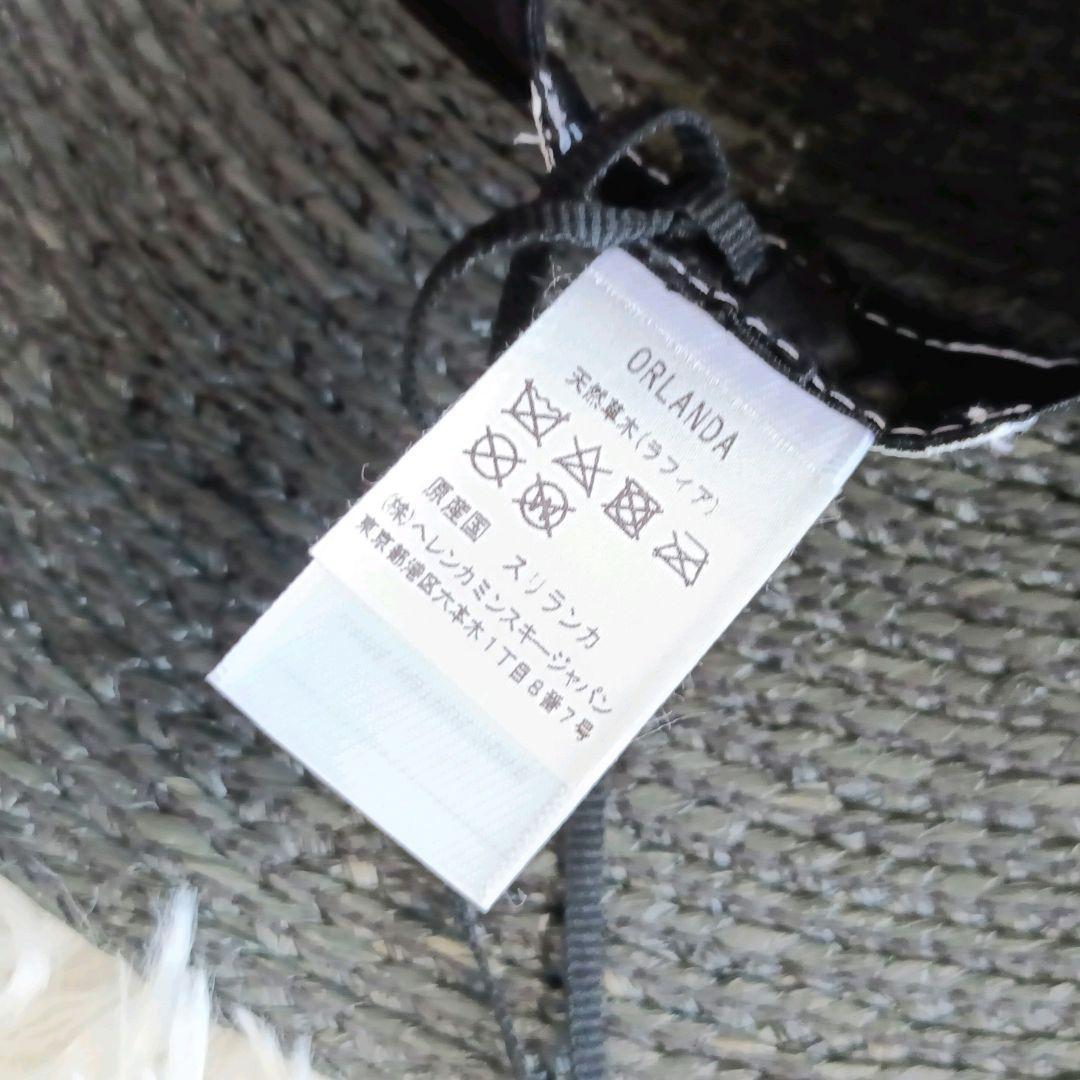 ORLANDA
天然草木(ラフィア)
原産国 スリランカ
(株)ヘレンカミンスキージャパン
東京都港区六本木1丁目8番7号